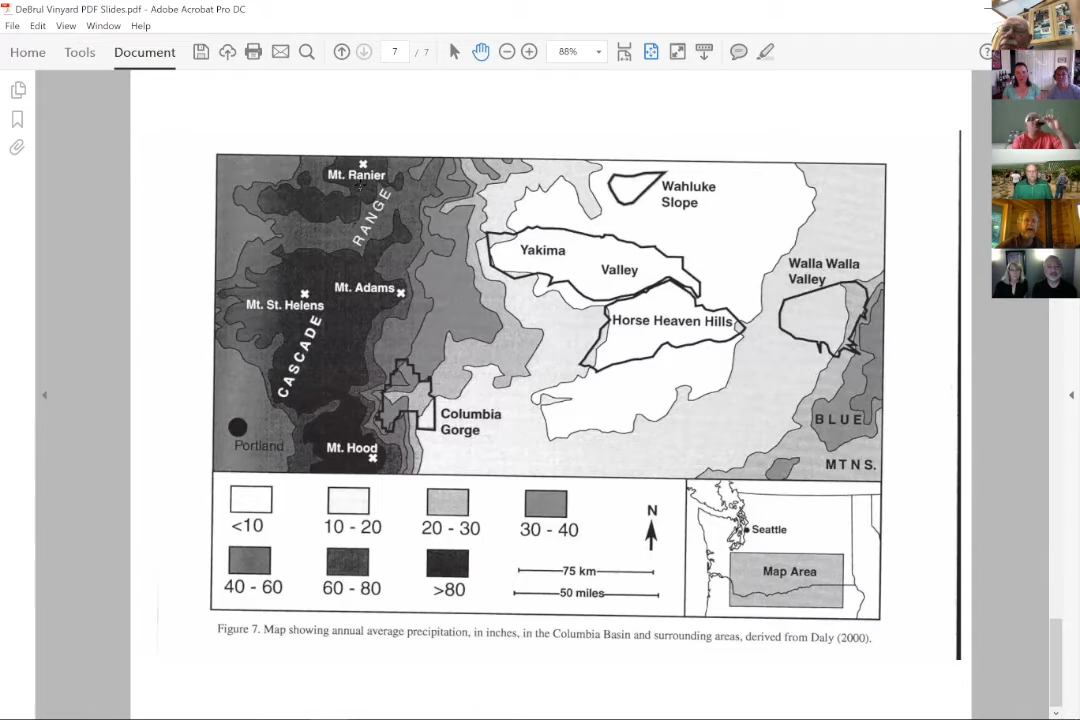 DeBrul Vinyard PDF Slides.pdf - Adobe Acrobat Pro DC
File Edit View Window Help
Home Tools Document 7 / 7 88%
Mt. Ranier
RANGE
Wahluke
Slope
Yakima
Valley
Walla Walla
Valley
Mt. Adams
Mt. St. Helens
Horse Heaven Hills
CASCADE
Columbia
Gorge
Portland
Mt. Hood
BLUE
MTNS.
<10 10 - 20 20 - 30 30 - 40
40 - 60 60 - 80 >80
N
75 km
50 miles
Seattle
Map Area
Figure 7. Map showing annual average precipitation, in inches, in the Columbia Basin and surrounding areas, derived from Daly (2000).